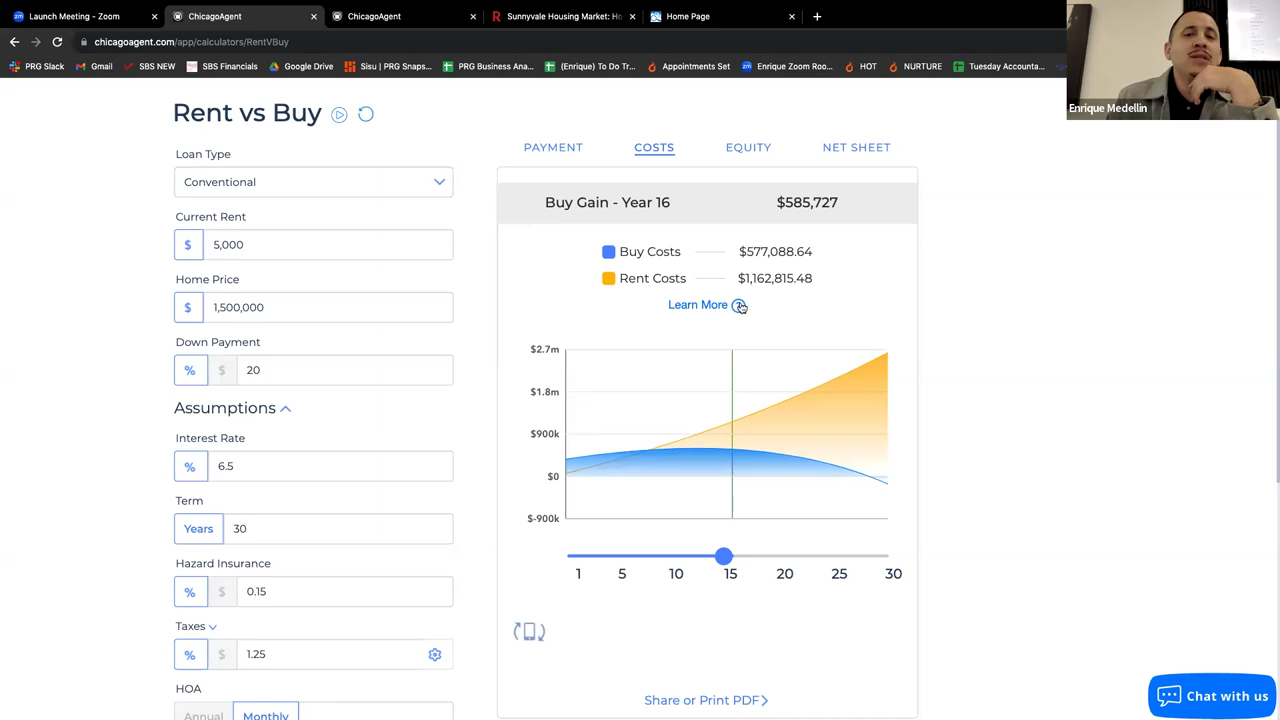 Launch Meeting - Zoom
ChicagoAgent
ChicagoAgent
Sunnyvale Housing Market: Ho
Home Page
chicagoagent.com/app/calculators/RentVBuy
PRG Slack
Gmail
SBS NEW
SBS Financials
Google Drive
Sisu | PRG Snaps...
PRG Business...
(Enrique) To Do Tr...
Appointments Set
Enrique Zoom Roo...
HOT
NURTURE
Tuesday Accounta...
Enrique Medellin
Rent vs Buy
Loan Type
Conventional
Current Rent
$ 5,000
Home Price
$ 1,500,000
Down Payment
% $ 20
Assumptions
Interest Rate
% 6.5
Term
Years 30
Hazard Insurance
% $ 0.15
Taxes
% $ 1.25
HOA
Annual Monthly
PAYMENT COSTS EQUITY NET SHEET
Buy Gain - Year 16 $585,727
Buy Costs $577,088.64
Rent Costs $1,162,815.48
Learn More
$2.7m
$1.8m
$900k
$0
$-900k
1 5 10 15 20 25 30
Share or Print PDF
Chat with us